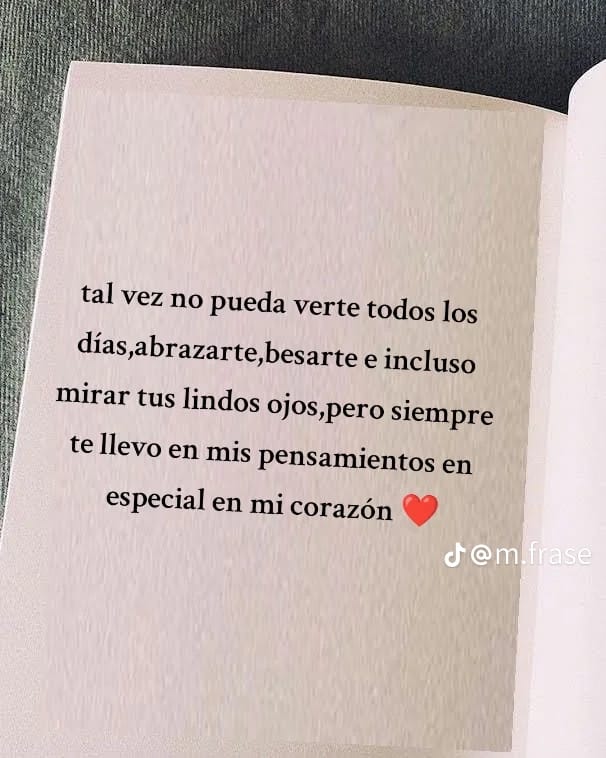 tal vez no pueda verte todos los
días,abrazarte,besarte e incluso
mirar tus lindos ojos,pero siempre
te llevo en mis pensamientos en
especial en mi corazón ❤️
@m.frase